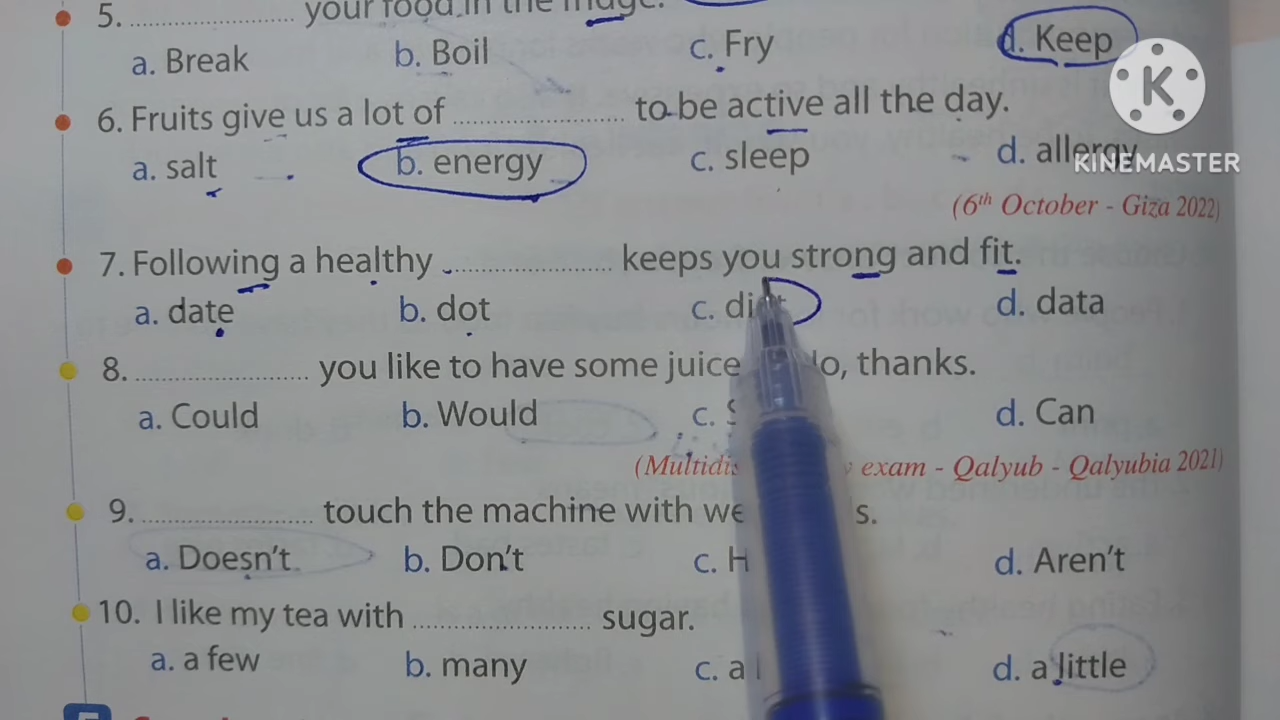 5. ........................ your food in the fridge.
a. Break b. Boil c. Fry d. Keep
K
KINEMASTER
6. Fruits give us a lot of ........................ to be active all the day.
a. salt b. energy c. sleep d. allergy
(6th October - Giza 2022)
7. Following a healthy ........................ keeps you strong and fit.
a. date b. dot c. diet d. data
8. ........................ you like to have some juice No, thanks.
a. Could b. Would c. d. Can
exam - Qalyub - Qalyubia 2021)
9. ........................ touch the machine with
a. Doesn't b. Don't c. d. Aren't
10. I like my tea with ........................ sugar.
a. a few b. many c. a d. a little